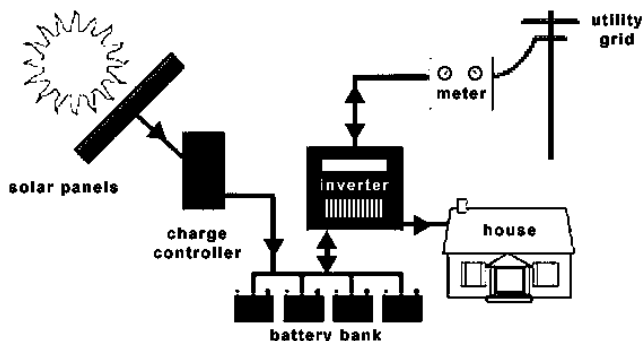 utility
grid
meter
solar panels
inverter
charge
controller
house
battery bank